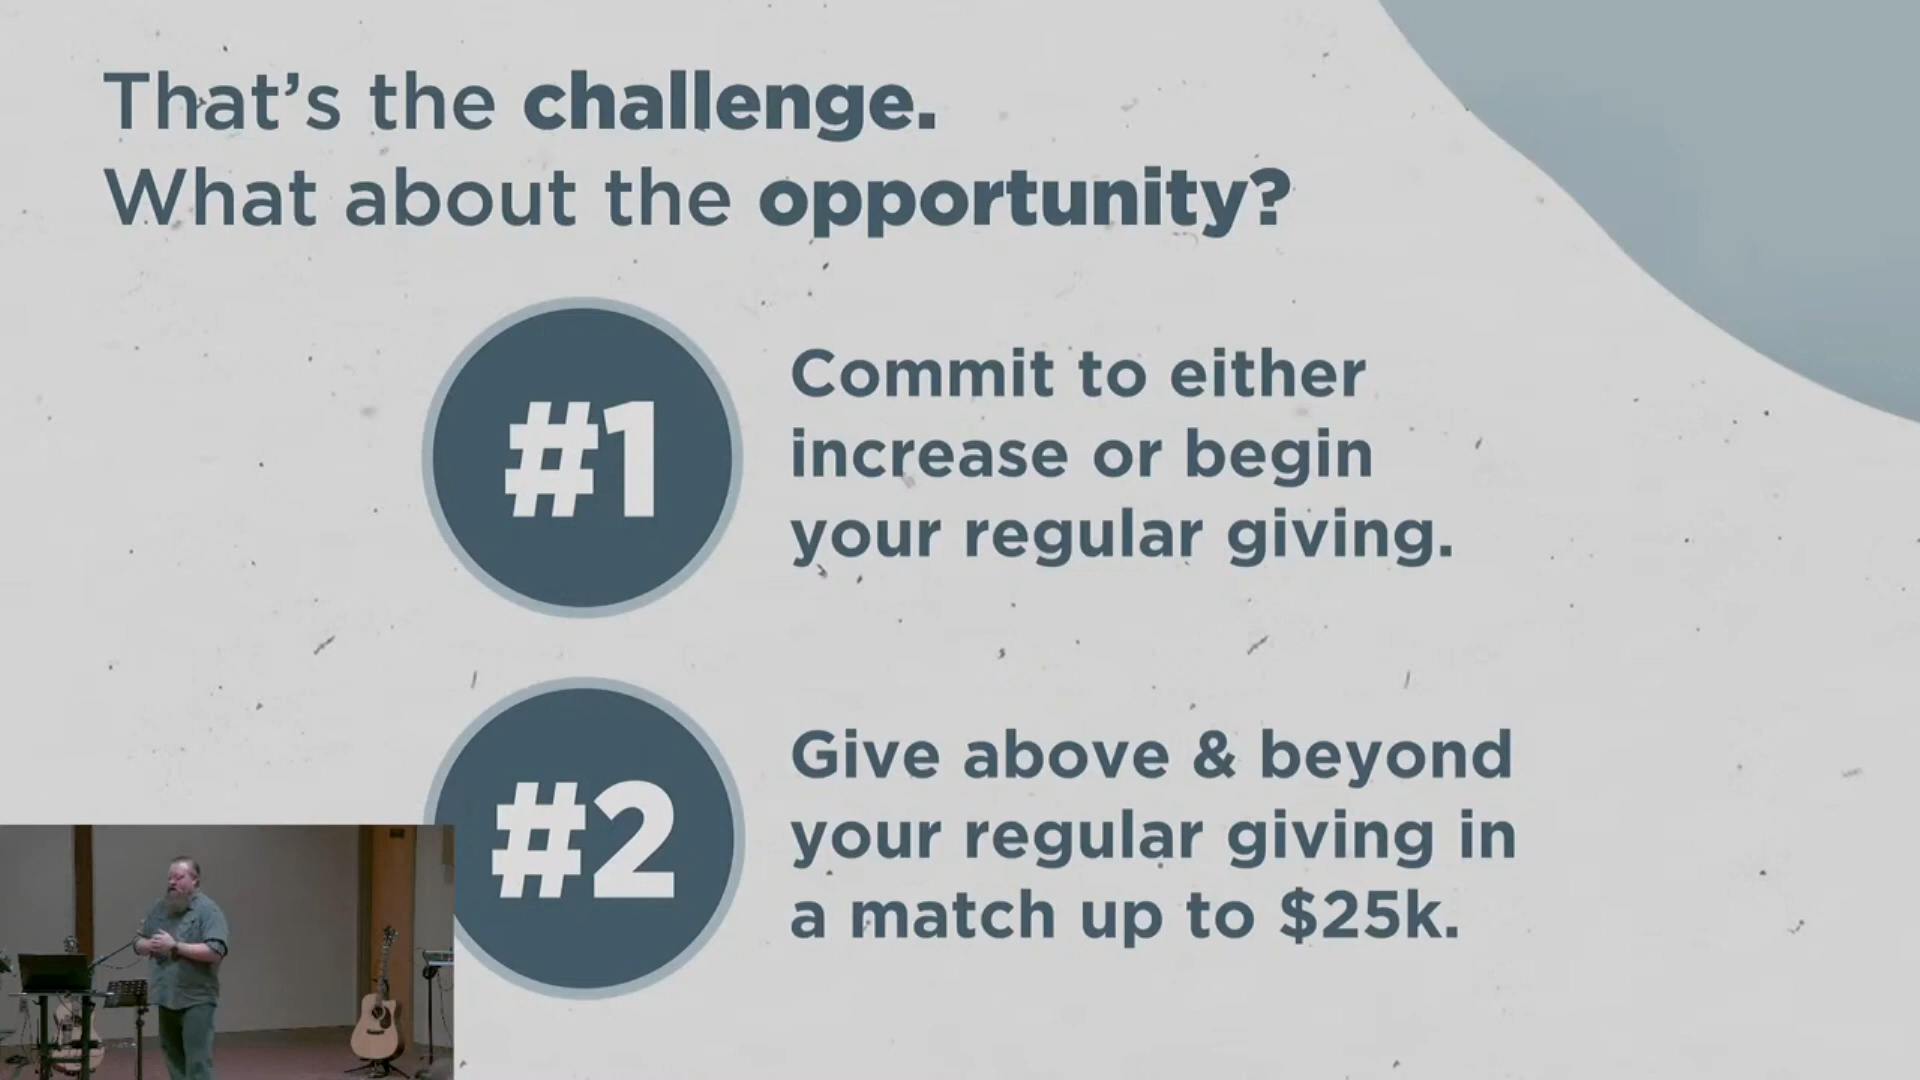 That's the challenge.
What about the opportunity?
#1
Commit to either
increase or begin
your regular giving.
#2
Give above & beyond
your regular giving in
a match up to $25k.